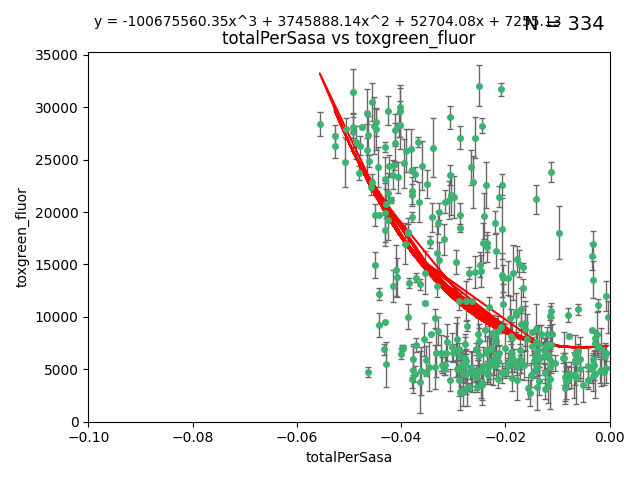 y = -100675560.35x^3 + 3745888.14x^2 + 52704.08x + 7255.13
N = 334
totalPerSasa vs toxgreen_fluor
35000
30000
25000
20000
15000
10000
5000
0
toxgreen_fluor
−0.10 −0.08 −0.06 −0.04 −0.02 0.00
totalPerSasa